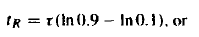 t_R = τ(ln 0.9 − ln 0.1), or